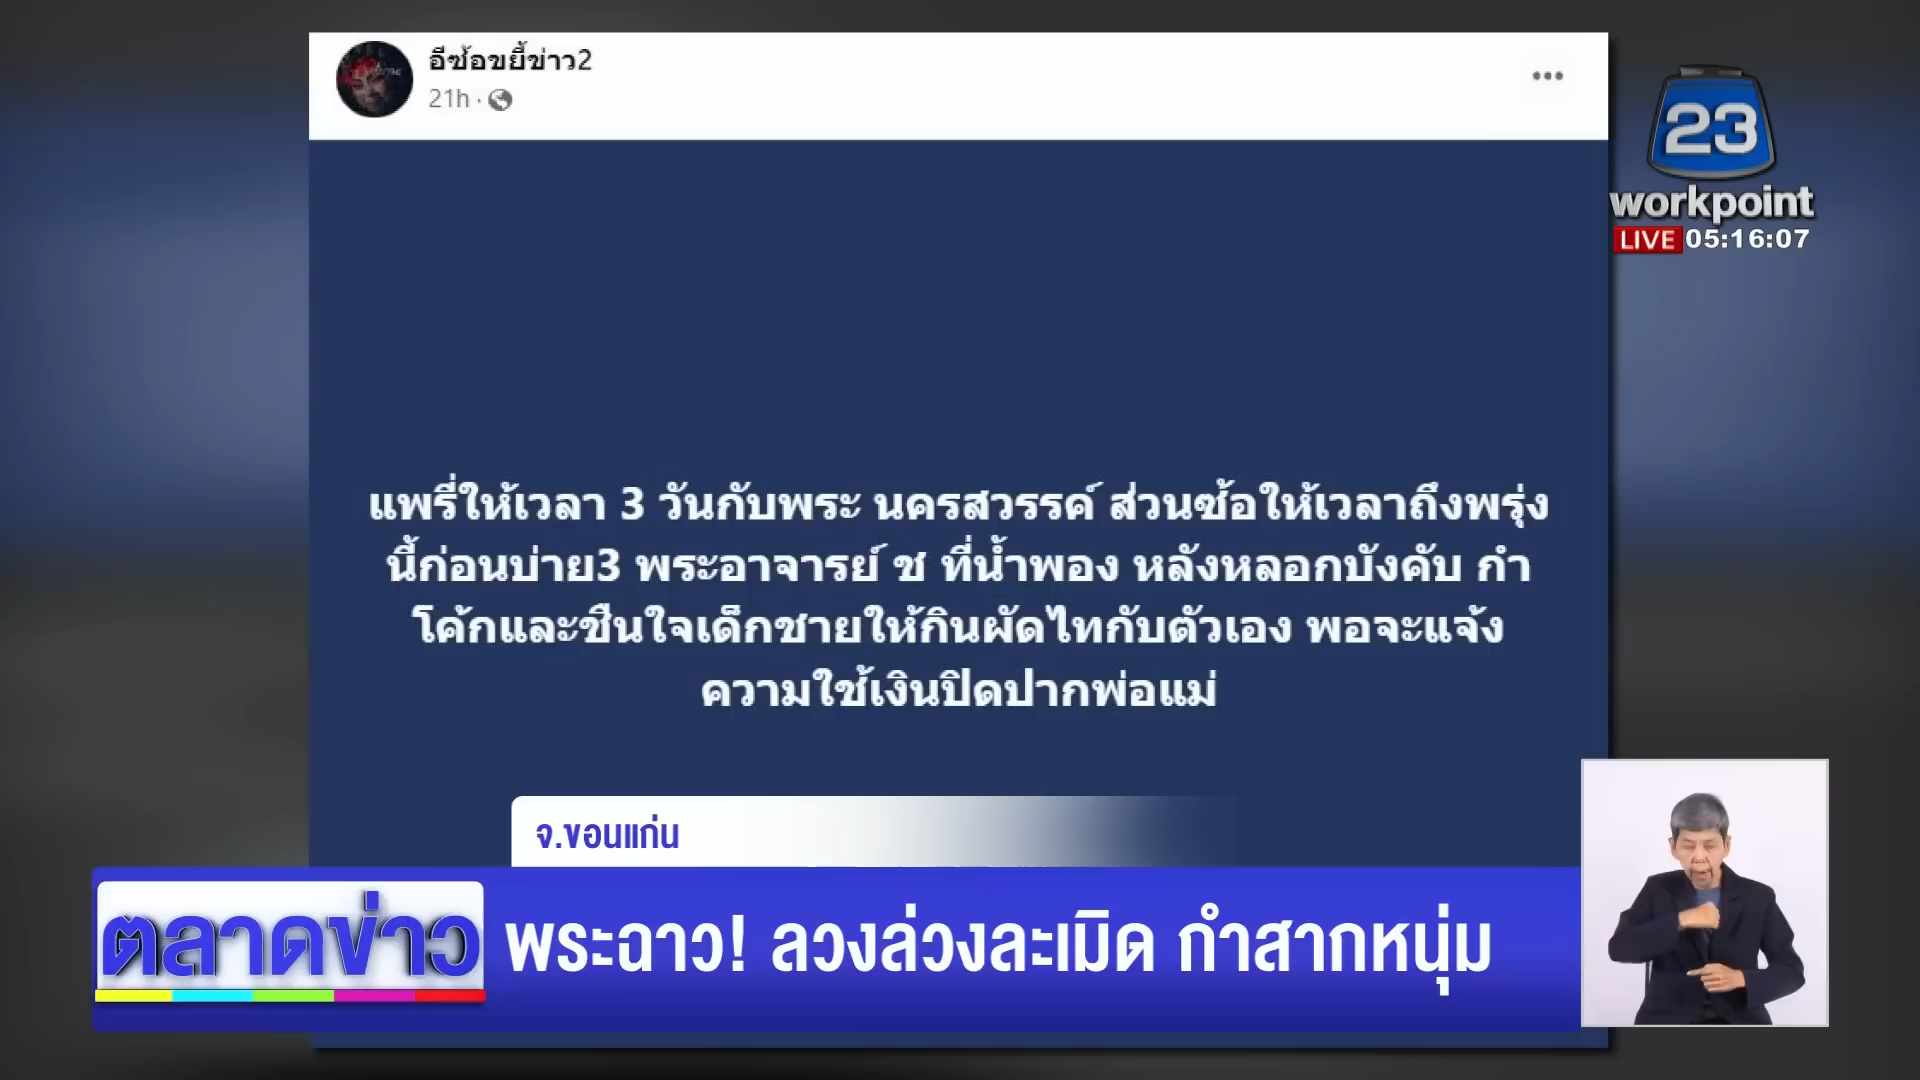 อีซ้อขยี้ข่าว2
21h ·
23
workpoint
LIVE 05:16:07
แพรี่ให้เวลา 3 วันกับพระ นครสวรรค์ ส่วนซ้อให้เวลาถึงพรุ่ง
นี้ก่อนบ่าย3 พระอาจารย์ ช ที่น้ำพอง หลังหลอกบังคับ กำ
โค้กและชืนใจเด็กชายให้กินผัดไทกับตัวเอง พอจะแจ้ง
ความใช้เงินปิดปากพ่อแม่
จ.ขอนแก่น
ตลาดข่าว
พระฉาว! ลวงล่วงละเมิด กำสากหนุ่ม